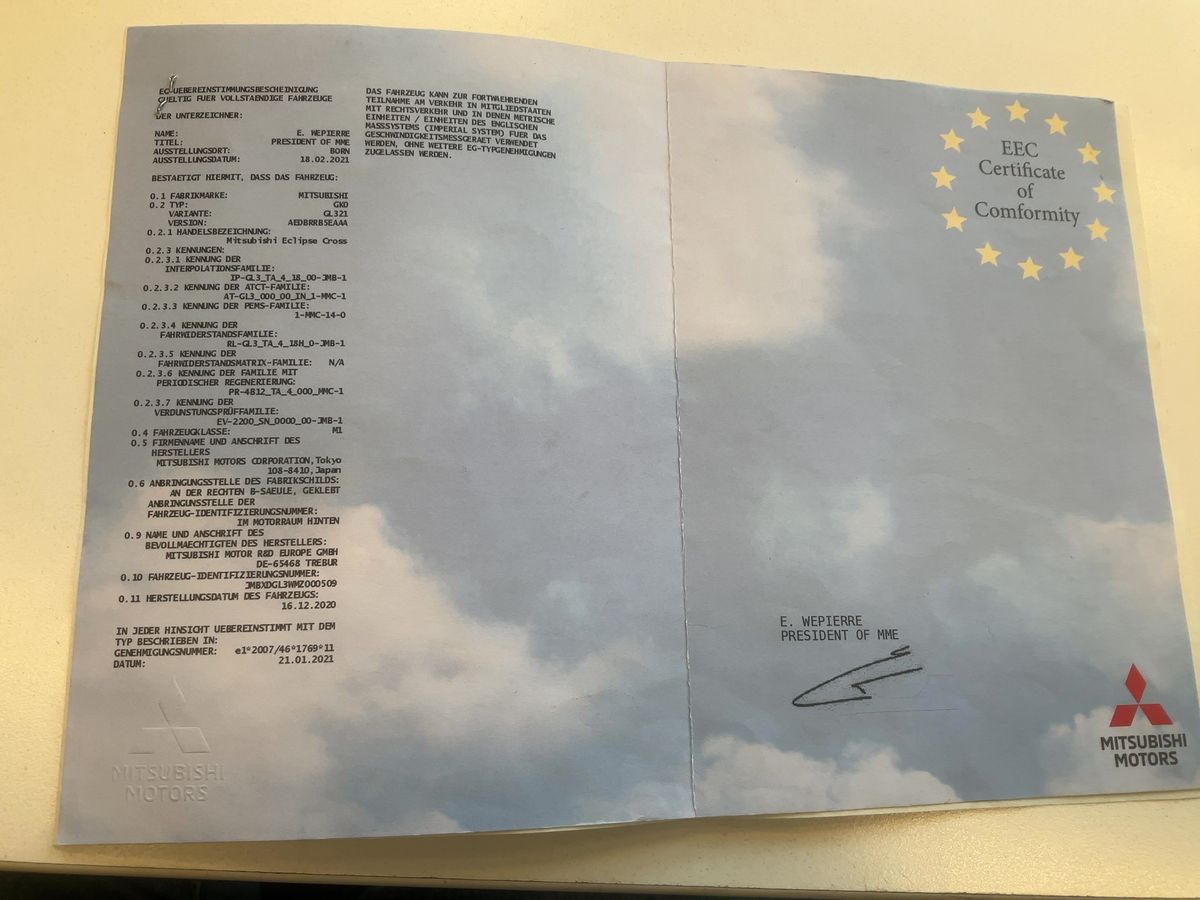 EG-UEBEREINSTIMMUNGSBESCHEINIGUNG
GUELTIG FUER VOLLSTAENDIGE FAHRZEUGE
DER UNTERZEICHNER:
NAME: E. WEPIERRE
TITEL: PRESIDENT OF MME
AUSSTELLUNGSORT: BORN
AUSSTELLUNGSDATUM: 18.02.2021
BESTAETIGT HIERMIT, DASS DAS FAHRZEUG:
0.1 FABRIKMARKE: MITSUBISHI
0.2 TYP: GK0
VARIANTE: GL321
VERSION: AEDBRRB5EAAA
0.2.1 HANDELSBEZEICHNUNG:
Mitsubishi Eclipse Cross
0.2.3 KENNUNGEN:
0.2.3.1 KENNUNG DER
INTERPOLATIONSFAMILIE:
IP-GL3_TA_4_18_00-JMB-1
0.2.3.2 KENNUNG DER ATCT-FAMILIE:
AT-GL3_000_00_IN_1-MMC-1
0.2.3.3 KENNUNG DER PEMS-FAMILIE:
1-MMC-14-0
0.2.3.4 KENNUNG DER
FAHRWIDERSTANDSFAMILIE:
RL-GL3_TA_4_18H_0-JMB-1
0.2.3.5 KENNUNG DER
FAHRWIDERSTANDSMATRIX-FAMILIE: N/A
0.2.3.6 KENNUNG DER FAMILIE MIT
PERIODISCHER REGENERIERUNG:
PR-4B12_TA_4_000_MMC-1
0.2.3.7 KENNUNG DER
VERDUNSTUNGSPRÜFFAMILIE:
EV-2200_SN_0000_00-JMB-1
0.4 FAHRZEUGKLASSE: M1
0.5 FIRMENNAME UND ANSCHRIFT DES
HERSTELLERS
MITSUBISHI MOTORS CORPORATION,Tokyo
108-8410,Japan
0.6 ANBRINGUNGSSTELLE DES FABRIKSCHILDS:
AN DER RECHTEN B-SAEULE, GEKLEBT
ANBRINGUNSSTELLE DER
FAHRZEUG-IDENTIFIZIERUNGSNUMMER:
IM MOTORRAUM HINTEN
0.9 NAME UND ANSCHRIFT DES
BEVOLLMAECHTIGTEN DES HERSTELLERS:
MITSUBISHI MOTOR R&D EUROPE GMBH
DE-65468 TREBUR
0.10 FAHRZEUG-IDENTIFIZIERUNGSNUMMER:
JMBXDGL3WMZ000509
0.11 HERSTELLUNGSDATUM DES FAHRZEUGS:
16.12.2020
IN JEDER HINSICHT UEBEREINSTIMMT MIT DEM
TYP BESCHRIEBEN IN:
GENEHMIGUNGSNUMMER: e1*2007/46*1769*11
DATUM: 21.01.2021
MITSUBISHI
MOTORS
DAS FAHRZEUG KANN ZUR FORTWAEHRENDEN
TEILNAHME AM VERKEHR IN MITGLIEDSTAATEN
MIT RECHTSVERKEHR UND IN DENEN METRISCHE
EINHEITEN / EINHEITEN DES ENGLISCHEN
MASSSYSTEMS (IMPERIAL SYSTEM) FUER DAS
GESCHWINDIGKEITSMESSGERAET VERWENDET
WERDEN, OHNE WEITERE EG-TYPGENEHMIGUNGEN
ZUGELASSEN WERDEN.
EEC
Certificate
of
Comformity
E. WEPIERRE
PRESIDENT OF MME
MITSUBISHI
MOTORS